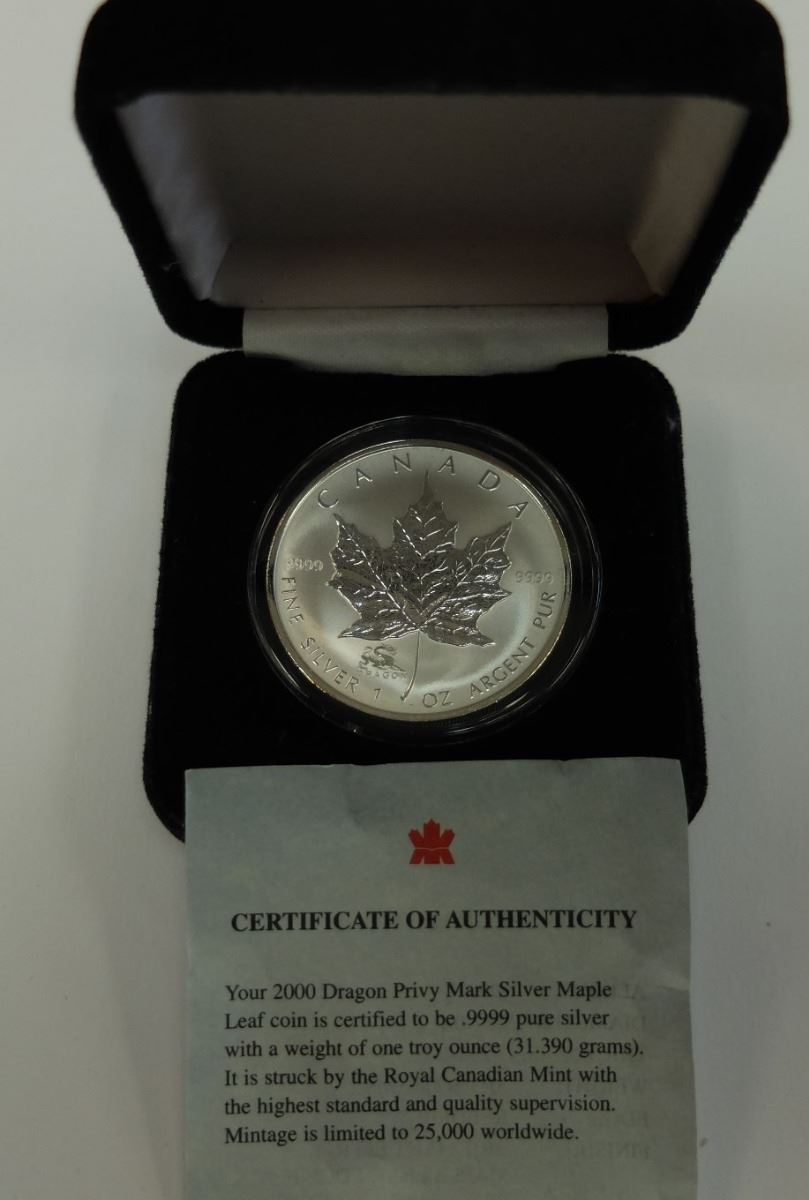 CANADA
9999 9999
FINE SILVER 1 OZ ARGENT PUR
DRAGON
CERTIFICATE OF AUTHENTICITY
Your 2000 Dragon Privy Mark Silver Maple
Leaf coin is certified to be .9999 pure silver
with a weight of one troy ounce (31.390 grams).
It is struck by the Royal Canadian Mint with
the highest standard and quality supervision.
Mintage is limited to 25,000 worldwide.